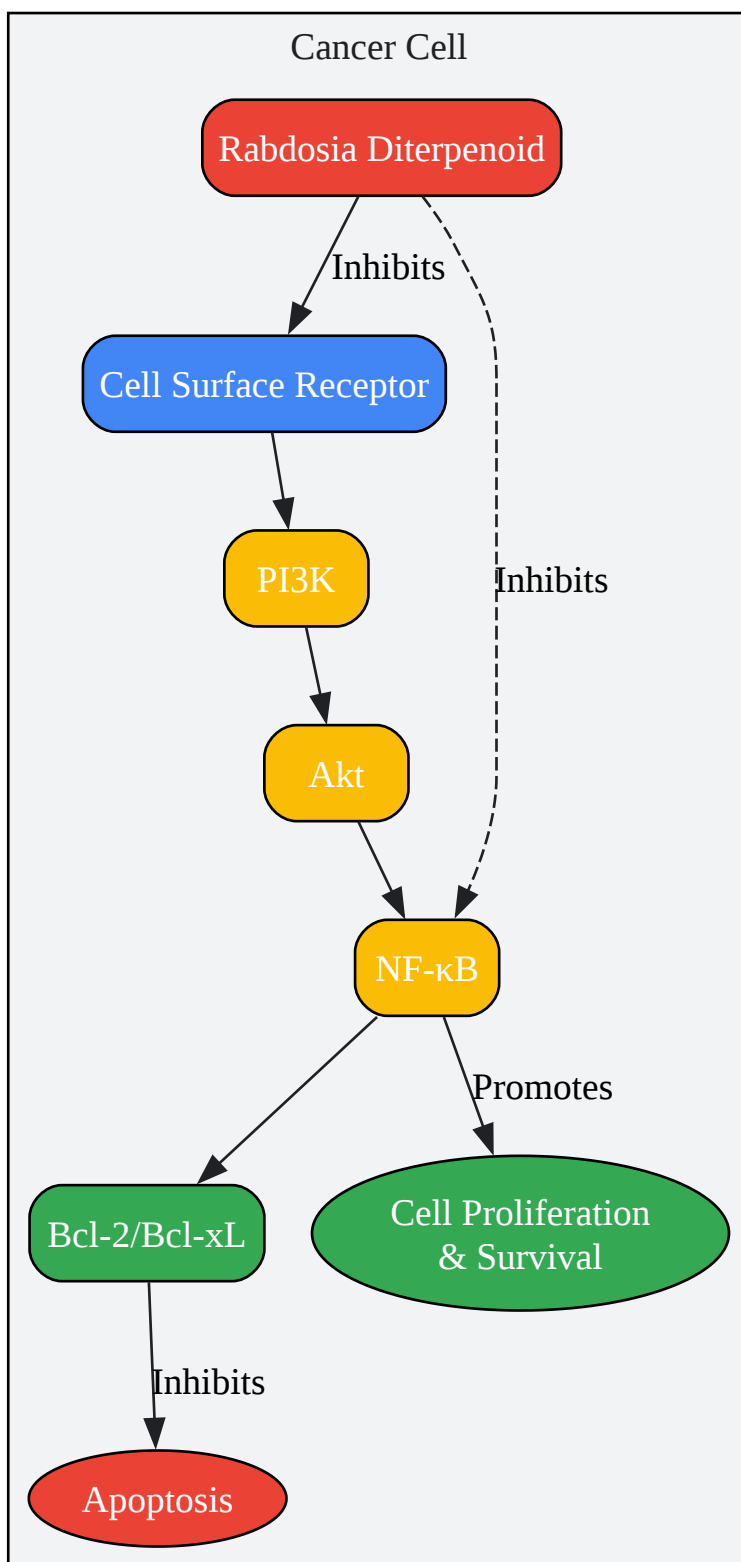 Cancer Cell
Rabdosia Diterpenoid
Inhibits
Cell Surface Receptor
PI3K
Inhibits
Akt
NF-κB
Promotes
Cell Proliferation
& Survival
Bcl-2/Bcl-xL
Inhibits
Apoptosis